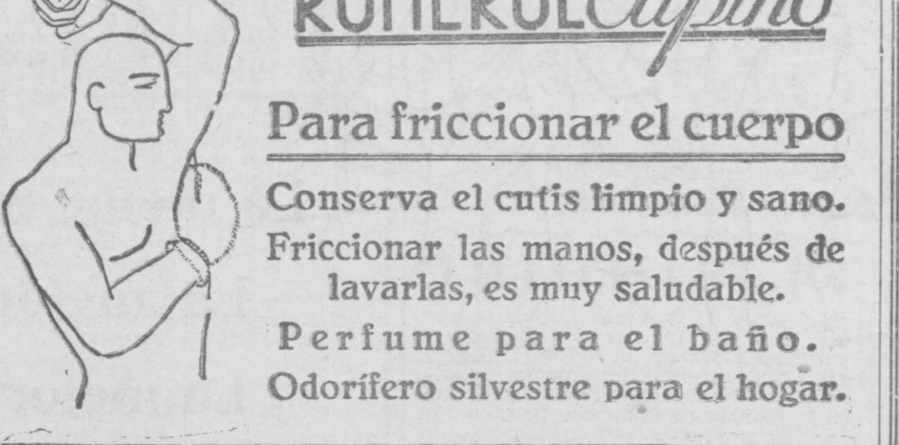 Para friccionar el cuerpo
Conserva el cutis limpio y sano.
Friccionar las manos, después de
lavarlas, es muy saludable.
Perfume para el baño.
Odorífero silvestre para el hogar.